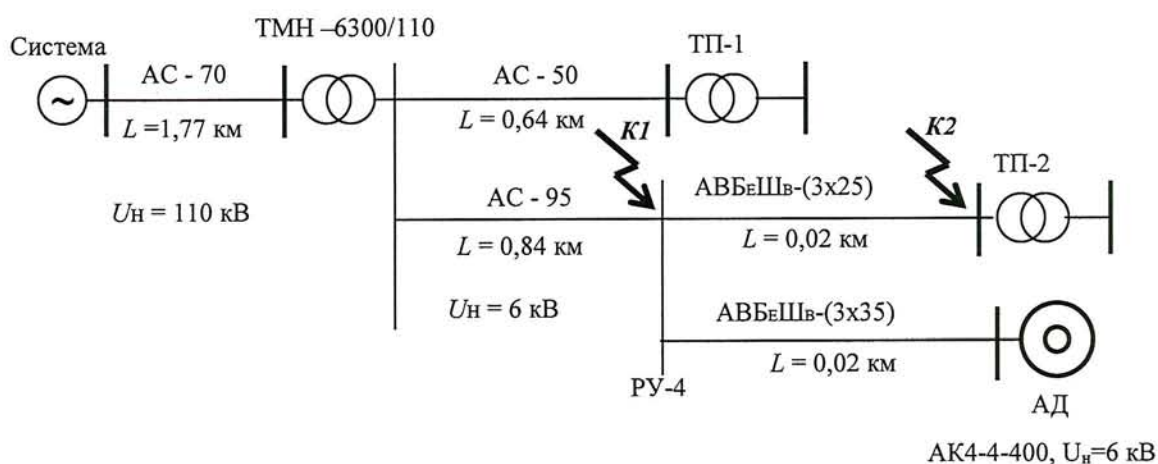 Система
АС - 70
L =1,77 км
Uн = 110 кВ
ТМН –6300/110
АС - 50
L = 0,64 км
ТП-1
К1
АС - 95
L = 0,84 км
Uн = 6 кВ
АВБЕШВ-(3х25)
L = 0,02 км
К2
ТП-2
АВБЕШВ-(3х35)
L = 0,02 км
РУ-4
АД
АК4-4-400, Uн=6 кВ